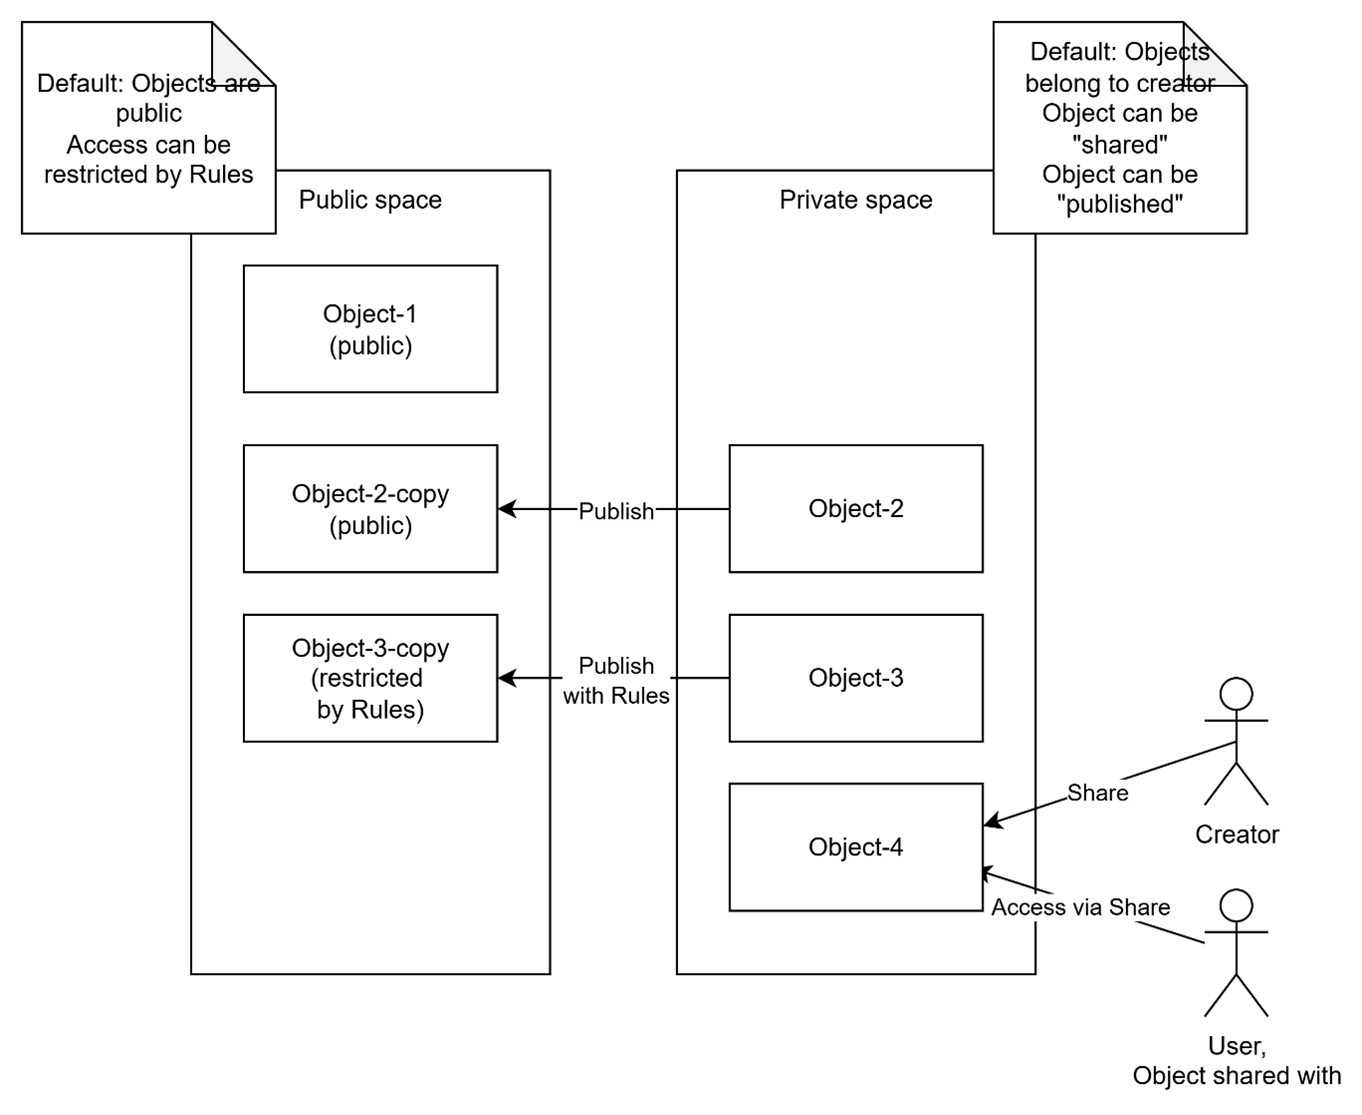 Default: Objects are
public
Access can be
restricted by Rules
Default: Objects
belong to creator
Object can be
"shared"
Object can be
"published"
Public space
Private space
Object-1
(public)
Object-2-copy
(public)
Publish
Object-2
Object-3-copy
(restricted
by Rules)
Publish
with Rules
Object-3
Object-4
Share
Creator
Access via Share
User,
Object shared with